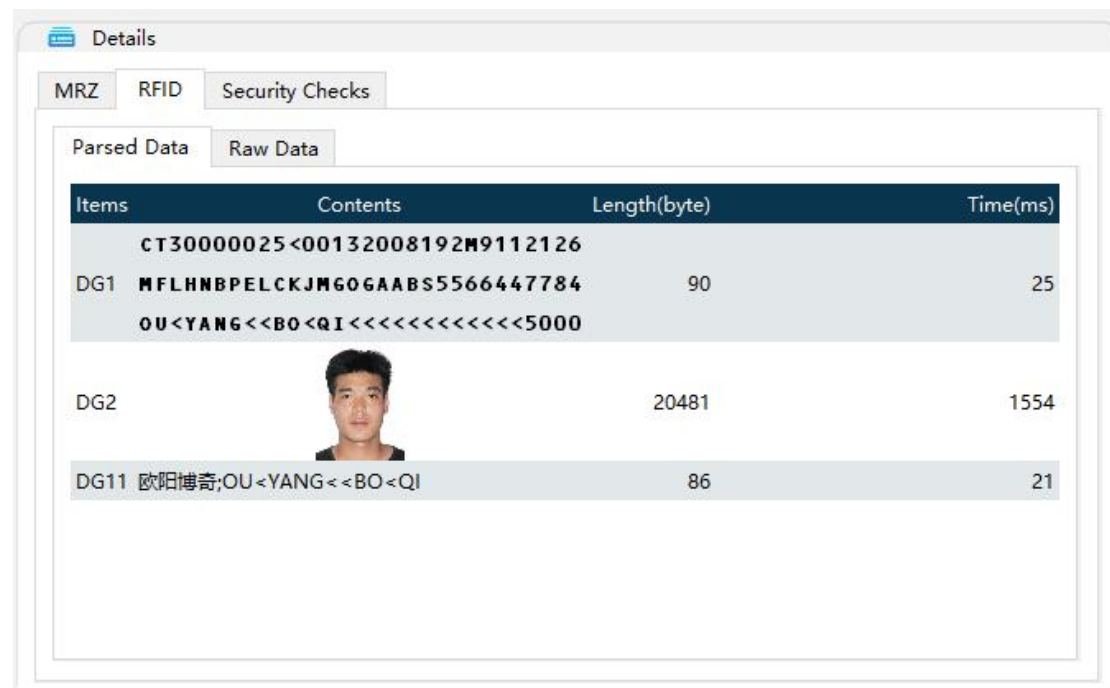 Details
MRZ RFID Security Checks
Parsed Data Raw Data
Items Contents Length(byte) Time(ms)
CT30000025<00132008192M9112126
DG1 MFLHNBPELCKJMGOGAABS5566447784 90 25
OU<YANG<<BO<QI<<<<<<<<<<<<5000
DG2 20481 1554
DG11 欧阳博奇;OU<YANG<<BO<QI 86 21